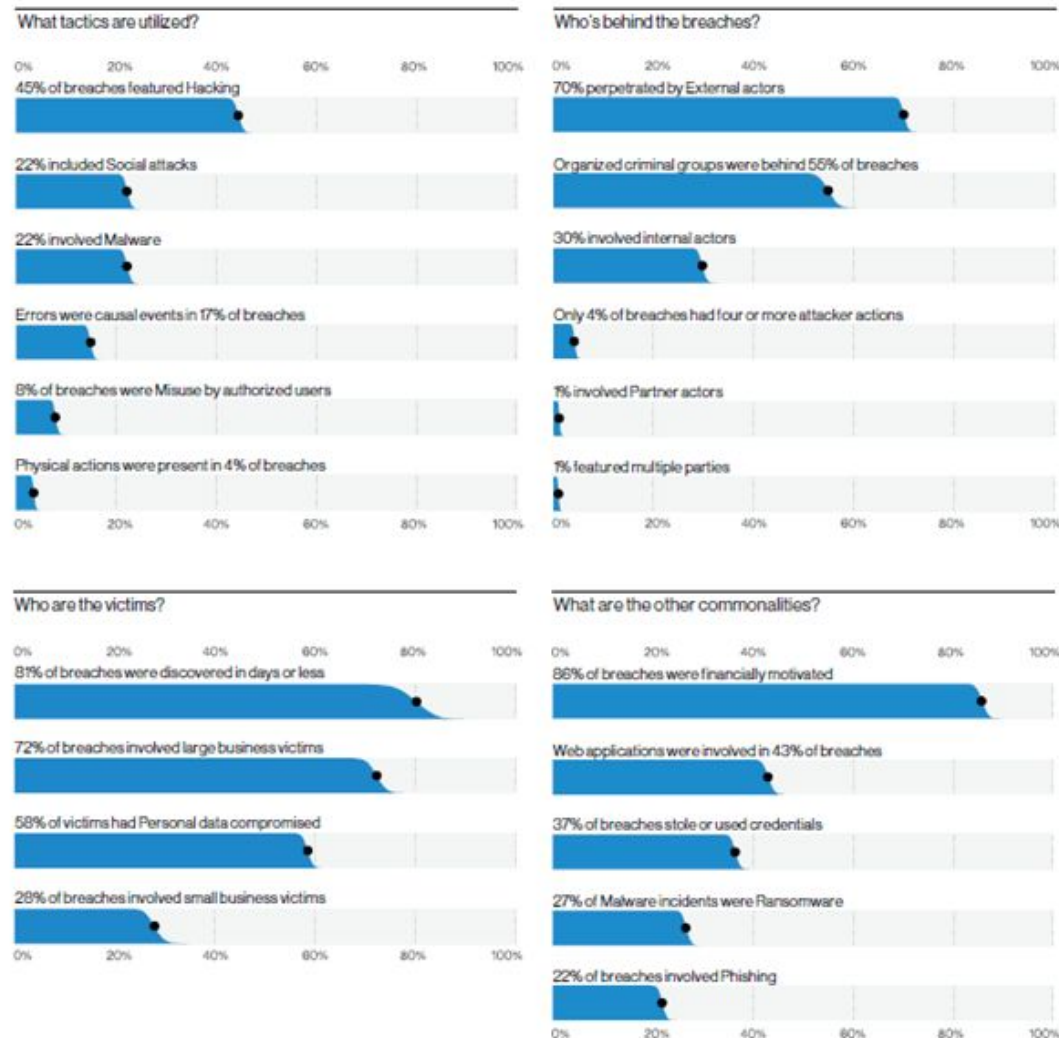 What tactics are utilized?
0% 20% 40% 60% 80% 100%
45% of breaches featured Hacking
22% included Social attacks
22% involved Malware
Errors were causal events in 17% of breaches
8% of breaches were Misuse by authorized users
Physical actions were present in 4% of breaches
0% 20% 40% 60% 80% 100%
Who's behind the breaches?
0% 20% 40% 60% 80% 100%
70% perpetrated by External actors
Organized criminal groups were behind 55% of breaches
30% involved internal actors
Only 4% of breaches had four or more attacker actions
1% involved Partner actors
1% featured multiple parties
0% 20% 40% 60% 80% 100%
Who are the victims?
0% 20% 40% 60% 80% 100%
81% of breaches were discovered in days or less
72% of breaches involved large business victims
58% of victims had Personal data compromised
28% of breaches involved small business victims
0% 20% 40% 60% 80% 100%
What are the other commonalities?
0% 20% 40% 60% 80% 100%
86% of breaches were financially motivated
Web applications were involved in 43% of breaches
37% of breaches stole or used credentials
27% of Malware incidents were Ransomware
22% of breaches involved Phishing
0% 20% 40% 60% 80% 100%